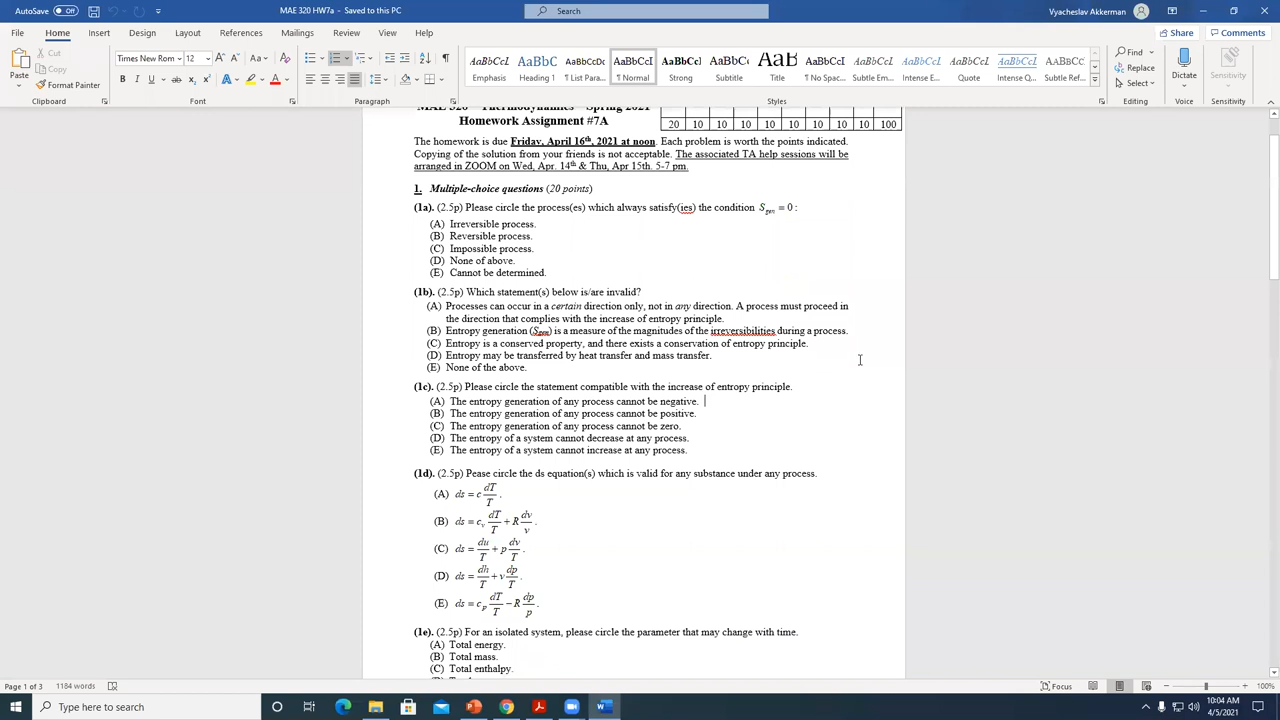 MAE 320 HW7a - Saved to this PC
Search
Vyacheslav Akkerman
File Home Insert Design Layout References Mailings Review View Help
Share Comments
Paste
Cut
Copy
Format Painter
Clipboard
Times New Rom 12
Font
Paragraph
AaBbCcI AaBbC AaBbCcDc AaBbCcI AaBbCcI AaBbCcI AaB AaBbCcI AaBbCcI AaBbCcI AaBbCcI AaBbCcI AABBCC
Emphasis Heading 1 ¶ List Para... ¶ Normal Strong Subtitle Title ¶ No Spac... Subtle Em... Intense E... Quote Intense Q... Subtle Ref...
Styles
Find
Replace
Select
Editing
Dictate
Voice
Sensitivity
Sensitivity
MAE 320 – Thermodynamics – Spring 2021
Homework Assignment #7A
20 10 10 10 10 10 10 10 10 100
The homework is due Friday, April 16th, 2021 at noon. Each problem is worth the points indicated.
Copying of the solution from your friends is not acceptable. The associated TA help sessions will be
arranged in ZOOM on Wed, Apr. 14th & Thu, Apr 15th. 5-7 pm.
1. Multiple-choice questions (20 points)
(1a). (2.5p) Please circle the process(es) which always satisfy(ies) the condition S_gen = 0 :
(A) Irreversible process.
(B) Reversible process.
(C) Impossible process.
(D) None of above.
(E) Cannot be determined.
(1b). (2.5p) Which statement(s) below is/are invalid?
(A) Processes can occur in a certain direction only, not in any direction. A process must proceed in
the direction that complies with the increase of entropy principle.
(B) Entropy generation (Sgen) is a measure of the magnitudes of the irreversibilities during a process.
(C) Entropy is a conserved property, and there exists a conservation of entropy principle.
(D) Entropy may be transferred by heat transfer and mass transfer.
(E) None of the above.
(1c). (2.5p) Please circle the statement compatible with the increase of entropy principle.
(A) The entropy generation of any process cannot be negative.
(B) The entropy generation of any process cannot be positive.
(C) The entropy generation of any process cannot be zero.
(D) The entropy of a system cannot decrease at any process.
(E) The entropy of a system cannot increase at any process.
(1d). (2.5p) Pease circle the ds equation(s) which is valid for any substance under any process.
(A) ds = c dT/T .
(B) ds = c_v dT/T + R dv/v .
(C) ds = du/T + p dv/T .
(D) ds = dh/T + v dp/T .
(E) ds = c_p dT/T − R dp/p .
(1e). (2.5p) For an isolated system, please circle the parameter that may change with time.
(A) Total energy.
(B) Total mass.
(C) Total enthalpy.
Page 1 of 3 1184 words
Focus
100%
Type here to search
10:04 AM
4/5/2021